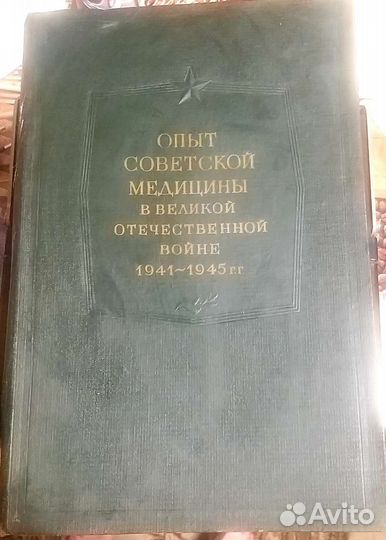 ОПЫТ
СОВЕТСКОЙ
МЕДИЦИНЫ
В ВЕЛИКОЙ
ОТЕЧЕСТВЕННОЙ
ВОЙНЕ
1941~1945 г.г
Avito